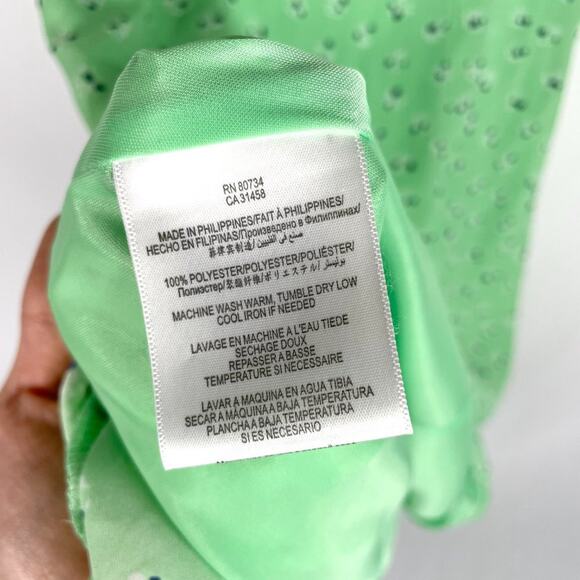 RN 80734
CA 31458
MADE IN PHILIPPINES/FAIT À PHILIPPINES/
HECHO EN FILIPINAS/Произведено в Филиппинах/
菲律宾制造/ صنع في الفلبين
100% POLYESTER/POLYESTER/POLIÉSTER/
Полиэстер/聚酯纤维/ポリエステル/ بوليستر
MACHINE WASH WARM, TUMBLE DRY LOW
COOL IRON IF NEEDED
LAVAGE EN MACHINE A L'EAU TIEDE
SECHAGE DOUX
REPASSER A BASSE
TEMPERATURE SI NECESSAIRE
LAVAR A MAQUINA EN AGUA TIBIA
SECAR A MÁQUINA A BAJA TEMPERATURA
PLANCHA A BAJA TEMPERATURA
SI ES NECESARIO